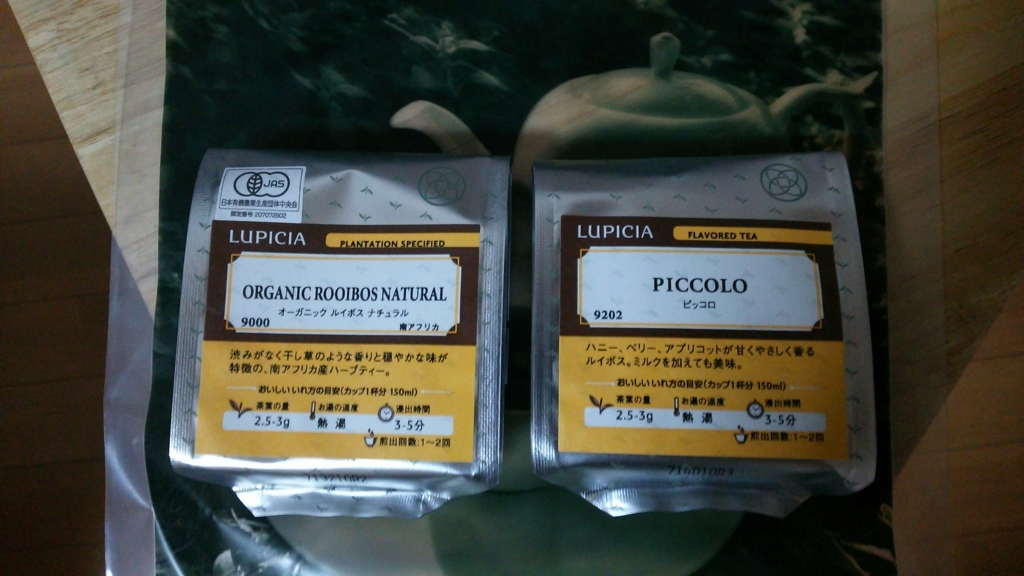 JAS
日本有機農業生産団体中央会
認定番号 207072602
LUPICIA
PLANTATION SPECIFIED
ORGANIC ROOIBOS NATURAL
オーガニック ルイボス ナチュラル
9000 南アフリカ
渋みがなく干し草のような香りと穏やかな味が
特徴の、南アフリカ産ハーブティー。
おいしいいれ方の目安(カップ1杯分 150ml)
茶葉の量 お湯の温度 浸出時間
2.5-3g 熱湯 3-5分
煎出回数:1〜2回
LUPICIA
FLAVORED TEA
PICCOLO
ピッコロ
9202
ハニー、ベリー、アプリコットが甘くやさしく香る
ルイボス。ミルクを加えても美味。
おいしいいれ方の目安(カップ1杯分 150ml)
茶葉の量 お湯の温度 浸出時間
2.5-3g 熱湯 3-5分
煎出回数:1〜2回